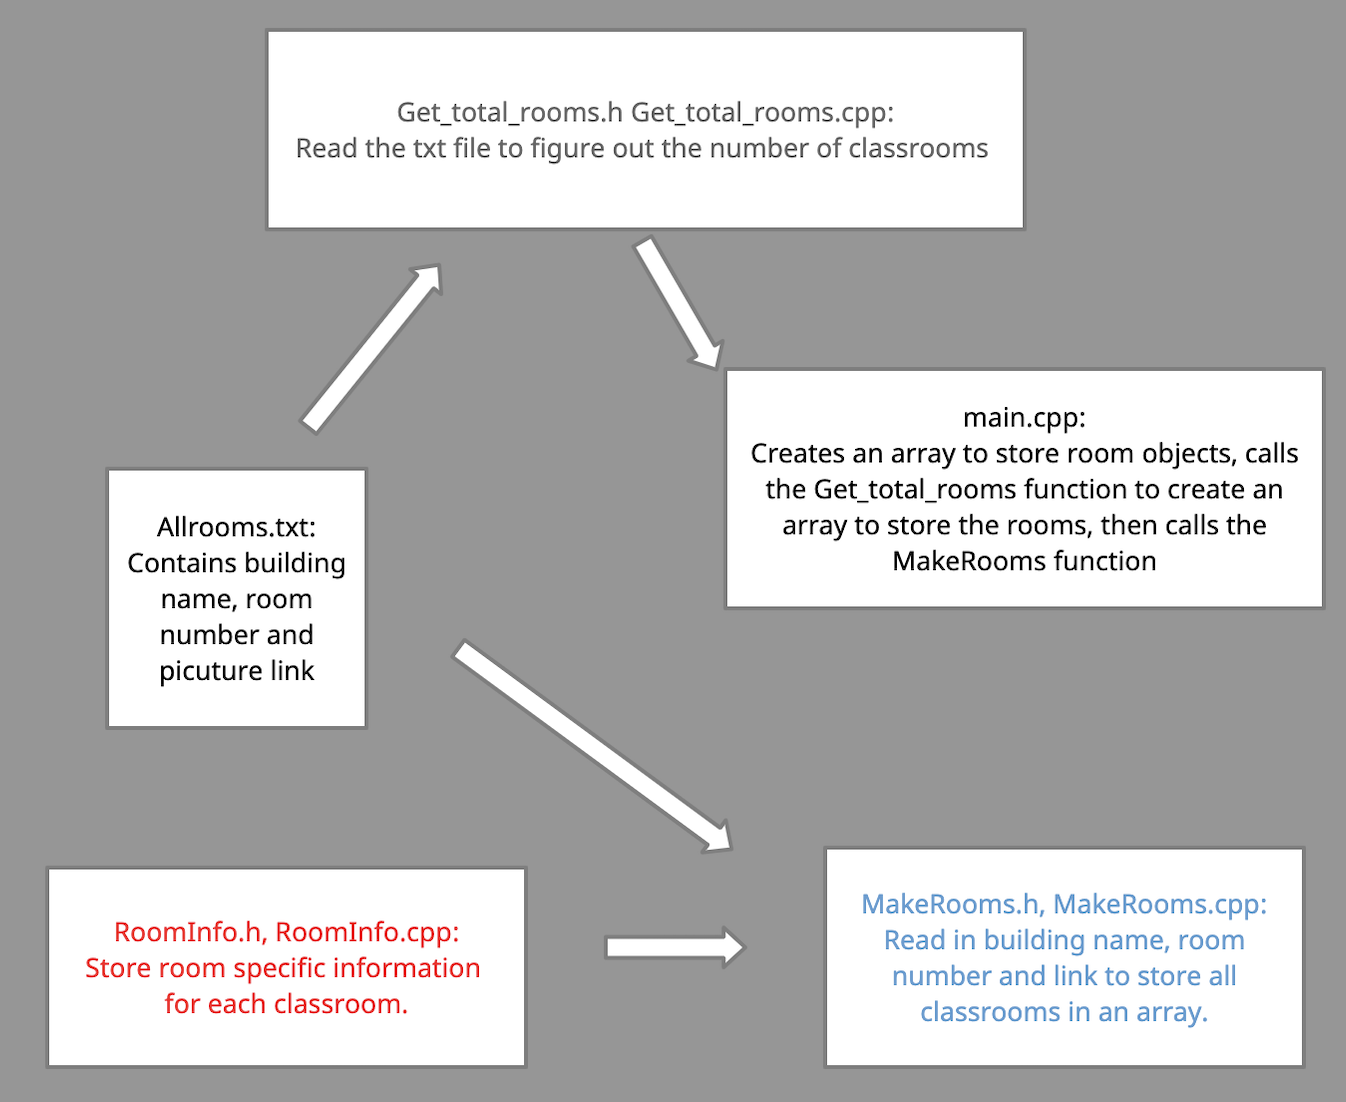 Get_total_rooms.h Get_total_rooms.cpp:
Read the txt file to figure out the number of classrooms
main.cpp:
Creates an array to store room objects, calls
the Get_total_rooms function to create an
array to store the rooms, then calls the
MakeRooms function
Allrooms.txt:
Contains building
name, room
number and
picuture link
RoomInfo.h, RoomInfo.cpp:
Store room specific information
for each classroom.
MakeRooms.h, MakeRooms.cpp:
Read in building name, room
number and link to store all
classrooms in an array.